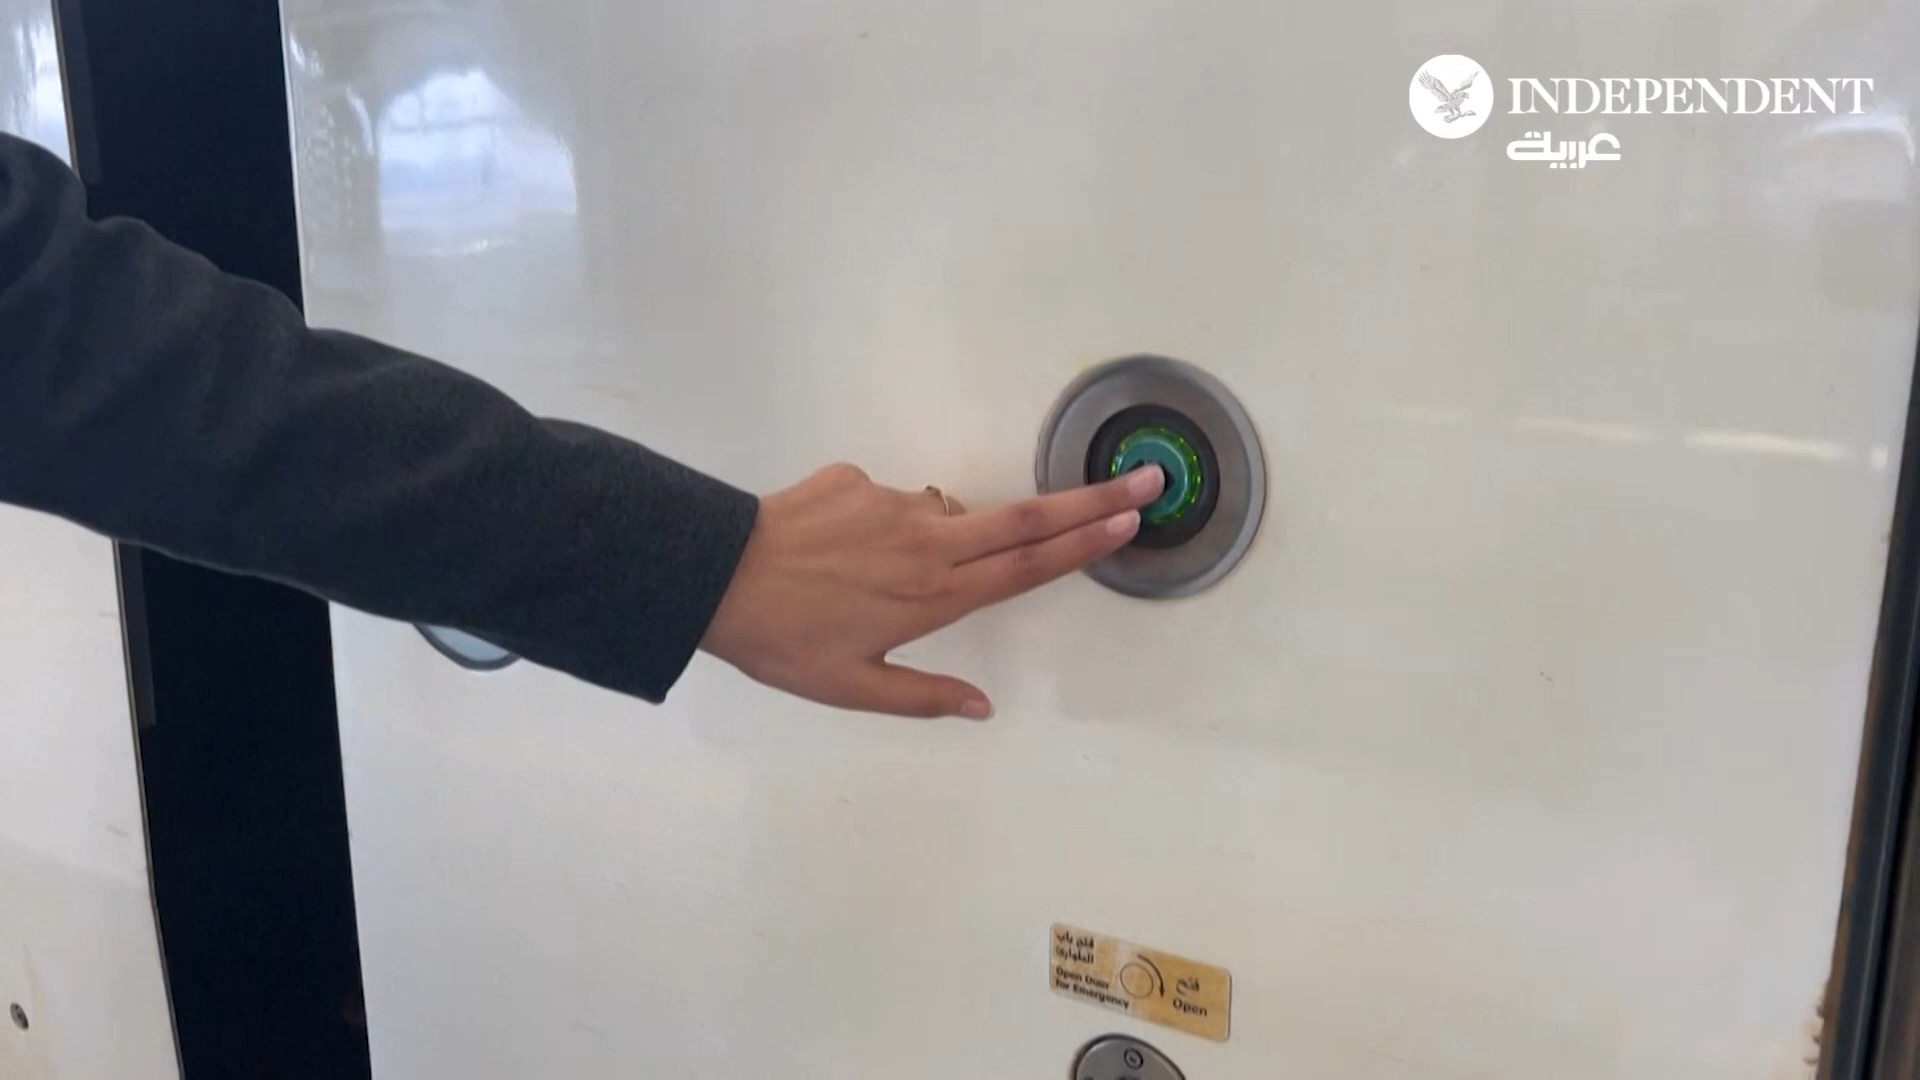 INDEPENDENT
عربية
فتح باب
الطوارئ
Open Door
for Emergency
فتح
Open